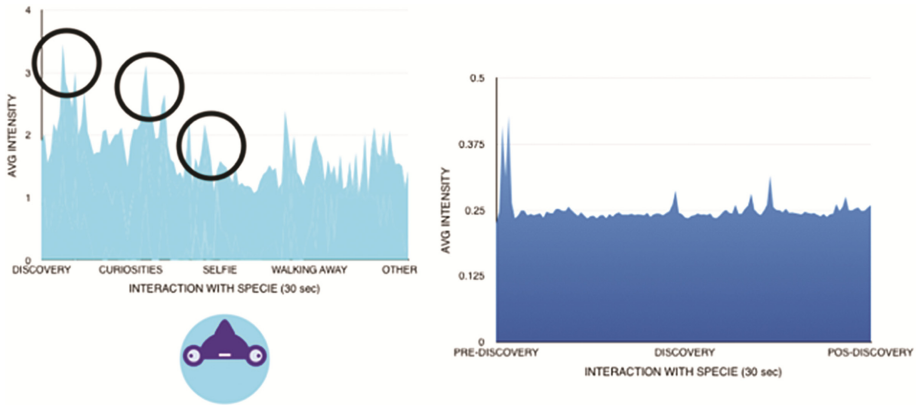 4
3
2
1
0
AVG INTENSITY
DISCOVERY CURIOSITIES SELFIE WALKING AWAY OTHER
INTERACTION WITH SPECIE (30 sec)
0.5
0.375
0.25
0.125
0
AVG INTENSITY
PRE-DISCOVERY DISCOVERY POS-DISCOVERY
INTERACTION WITH SPECIE (30 sec)